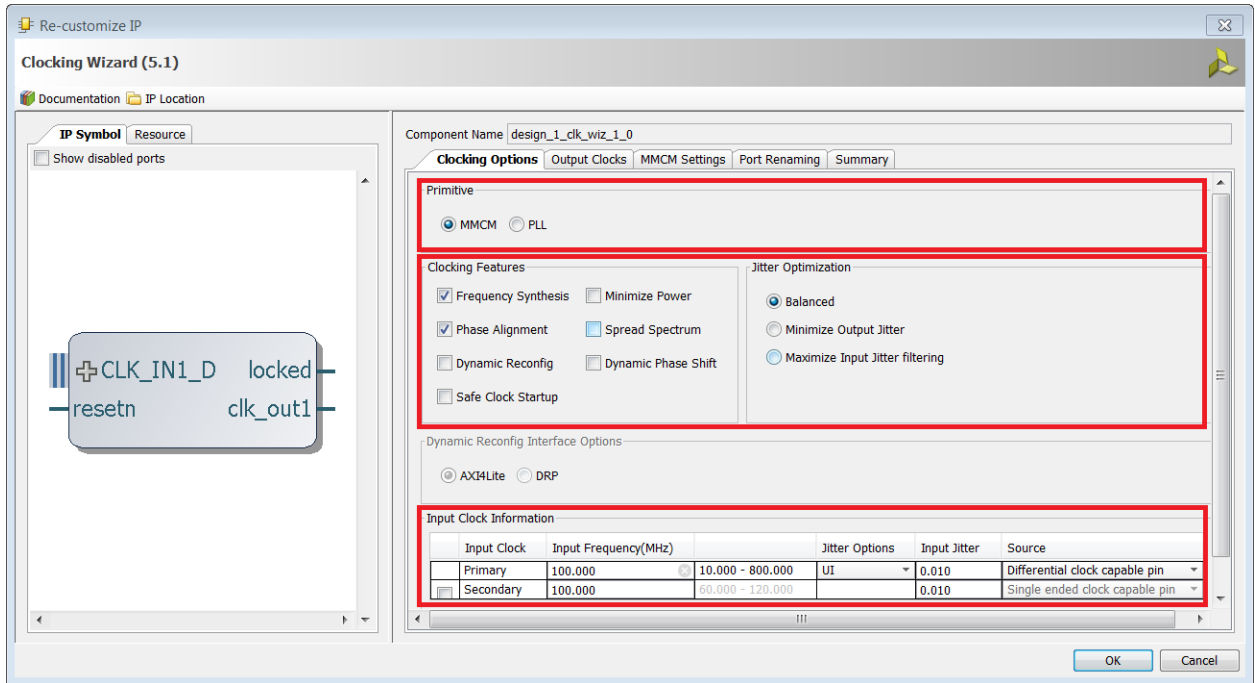 Re-customize IP
Clocking Wizard (5.1)
Documentation IP Location
IP Symbol Resource
Show disabled ports
CLK_IN1_D locked
resetn clk_out1
Component Name design_1_clk_wiz_1_0
Clocking Options Output Clocks MMCM Settings Port Renaming Summary
Primitive
MMCM PLL
Clocking Features
Frequency Synthesis Minimize Power
Phase Alignment Spread Spectrum
Dynamic Reconfig Dynamic Phase Shift
Safe Clock Startup
Jitter Optimization
Balanced
Minimize Output Jitter
Maximize Input Jitter filtering
Dynamic Reconfig Interface Options
AXI4Lite DRP
Input Clock Information
Input Clock Input Frequency(MHz) Jitter Options Input Jitter Source
Primary 100.000 10.000 - 800.000 UI 0.010 Differential clock capable pin
Secondary 100.000 60.000 - 120.000 0.010 Single ended clock capable pin
OK Cancel